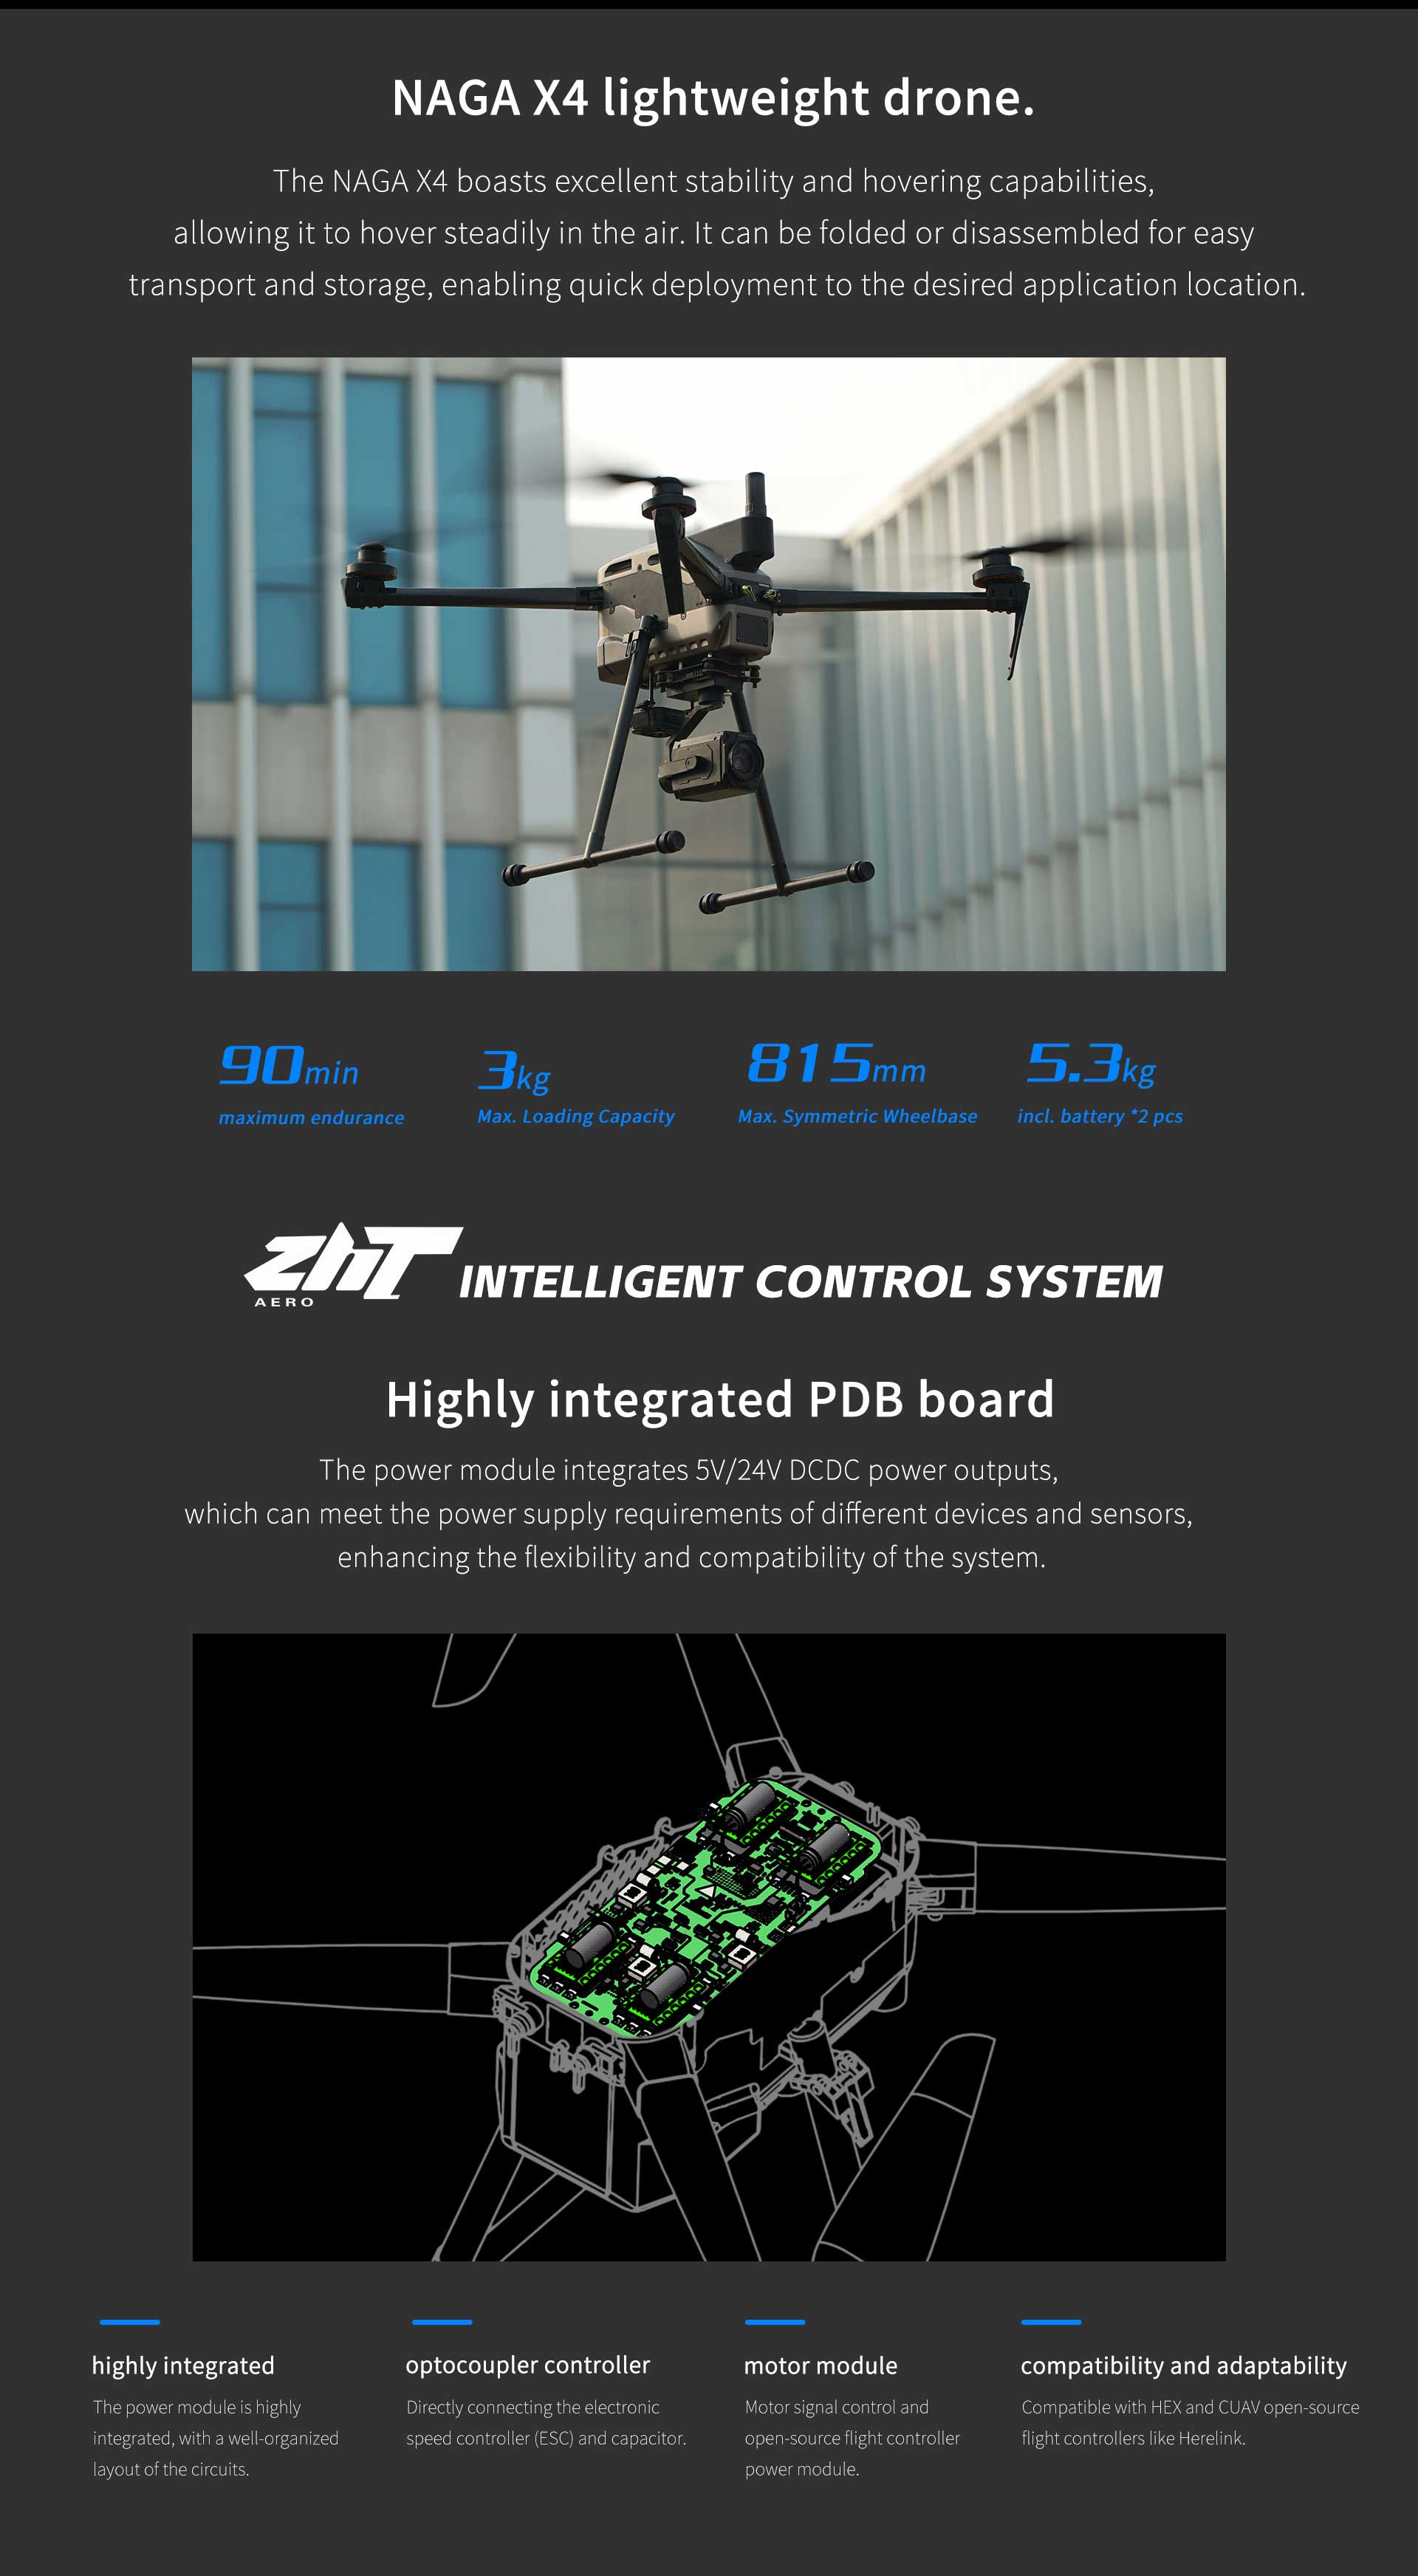 NAGA X4 lightweight drone.
The NAGA X4 boasts excellent stability and hovering capabilities,
allowing it to hover steadily in the air. It can be folded or disassembled for easy
transport and storage, enabling quick deployment to the desired application location.
90min
3kg
815mm
5.3kg
maximum endurance
Max. Loading Capacity
Max. Symmetric Wheelbase
incl. battery *2 pcs
zhT
AERO
INTELLIGENT CONTROL SYSTEM
Highly integrated PDB board
The power module integrates 5V/24V DCDC power outputs,
which can meet the power supply requirements of different devices and sensors,
enhancing the flexibility and compatibility of the system.
highly integrated
The power module is highly
integrated, with a well-organized
layout of the circuits.
optocoupler controller
Directly connecting the electronic
speed controller (ESC) and capacitor.
motor module
Motor signal control and
open-source flight controller
power module.
compatibility and adaptability
Compatible with HEX and CUAV open-source
flight controllers like Herelink.